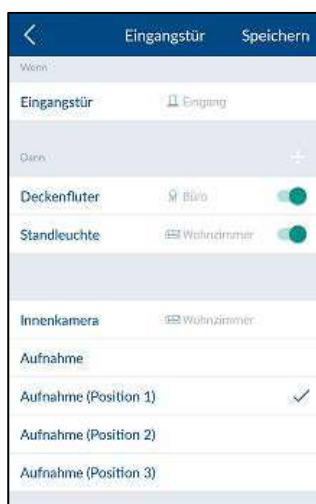 Eingangstür Speichern
Wenn
Eingangstür Eingang
Dann
Deckenfluter Büro
Standleuchte Wohnzimmer
Innenkamera Wohnzimmer
Aufnahme
Aufnahme (Position 1)
Aufnahme (Position 2)
Aufnahme (Position 3)